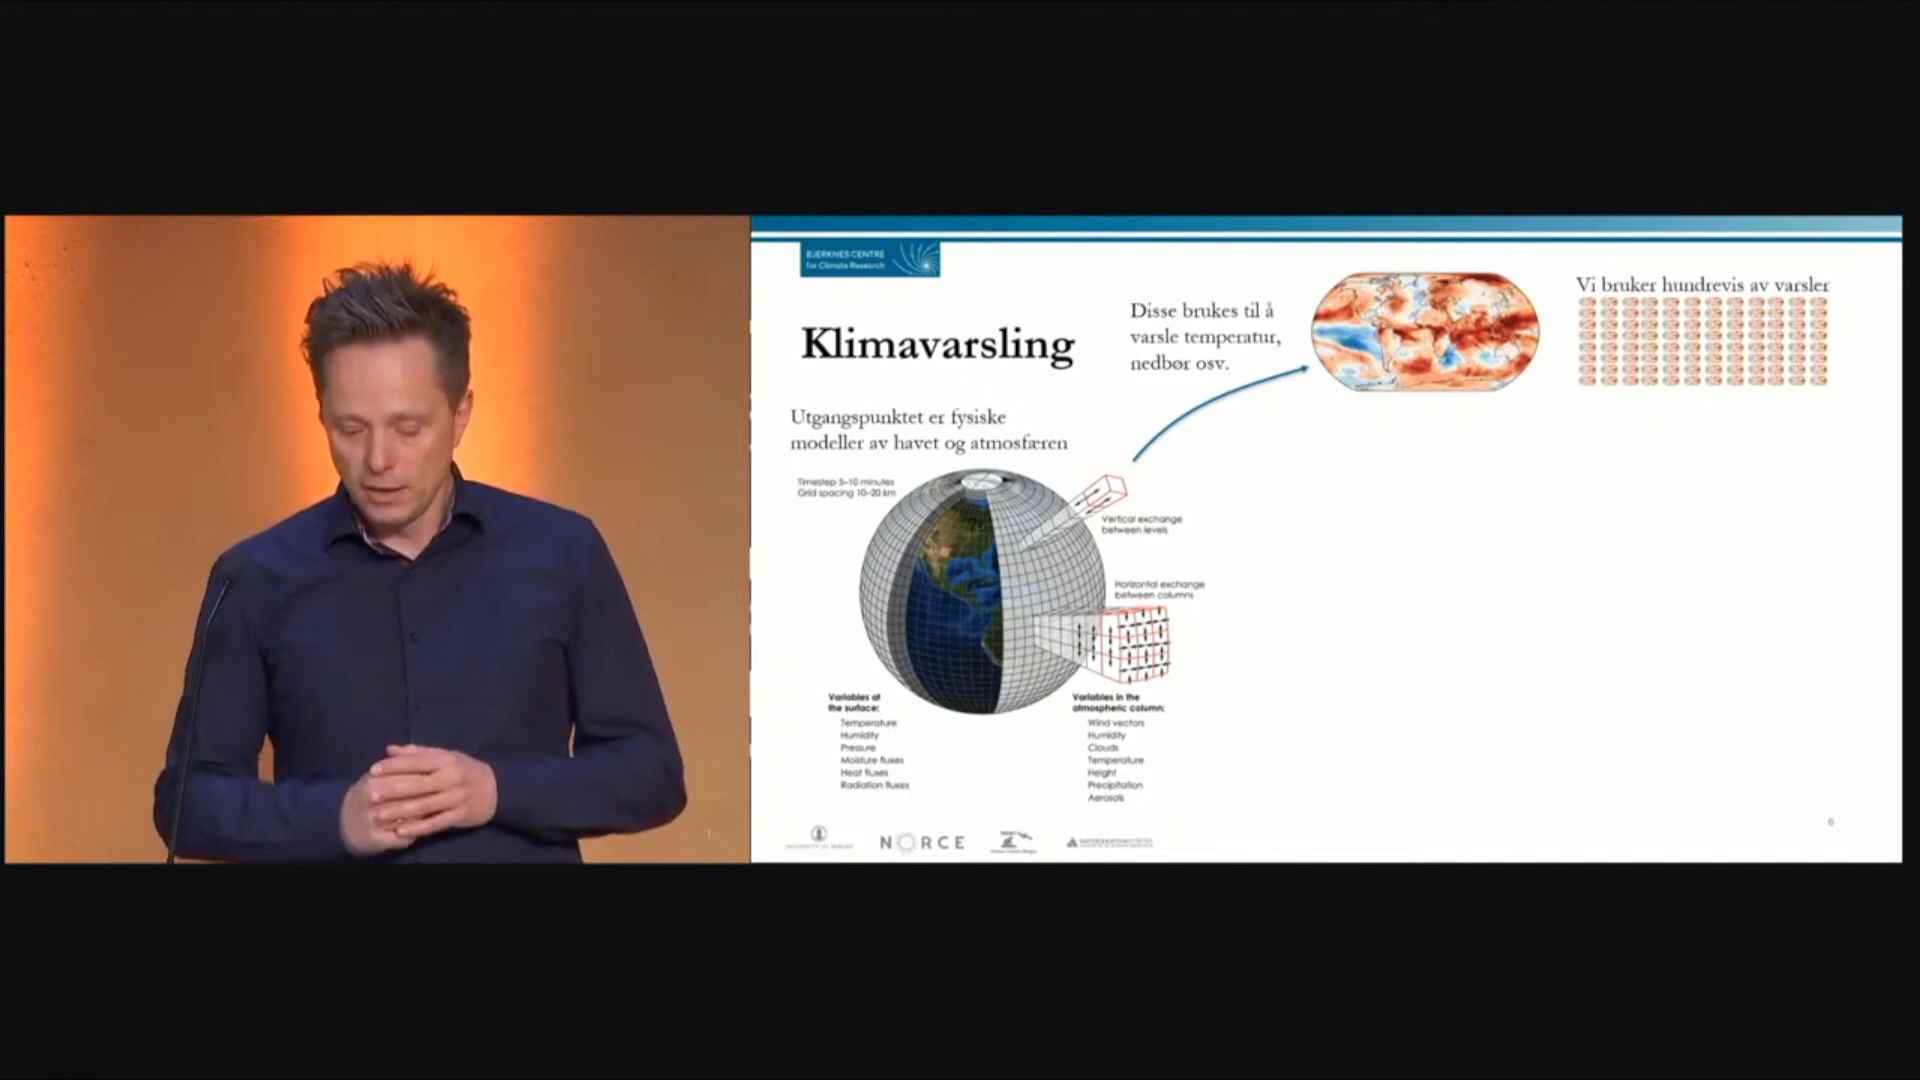 BJERKNES CENTRE
for Climate Research
Klimavarsling
Disse brukes til å
varsle temperatur,
nedbør osv.
Vi bruker hundrevis av varsler
Utgangspunktet er fysiske
modeller av havet og atmosfæren
Timestep 5–10 minutes
Grid spacing 10–20 km
Vertical exchange
between levels
Horizontal exchange
between columns
Variables at
the surface:
Temperature
Humidity
Pressure
Moisture fluxes
Heat fluxes
Radiation fluxes
Variables in the
atmospheric column:
Wind vectors
Humidity
Clouds
Temperature
Height
Precipitation
Aerosols
NORCE
6